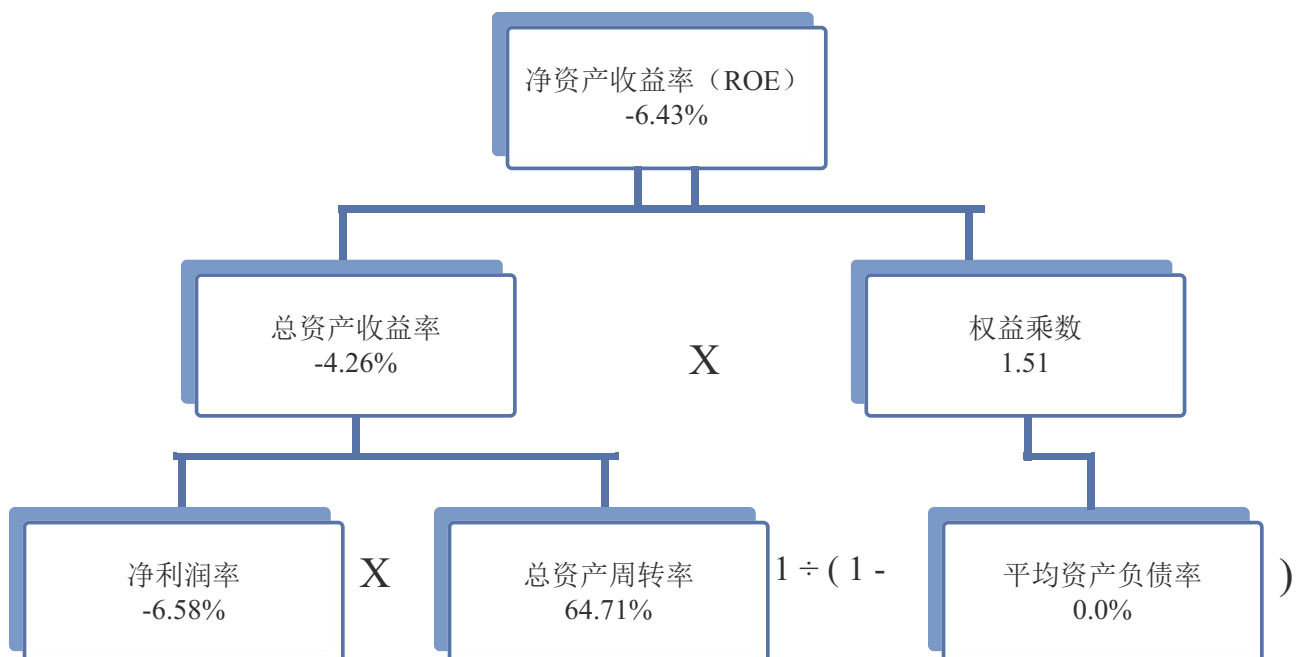 净资产收益率（ROE）
-6.43%
总资产收益率
-4.26%
X
权益乘数
1.51
净利润率
-6.58%
X
总资产周转率
64.71%
1 ÷ ( 1 -
平均资产负债率
0.0%
)